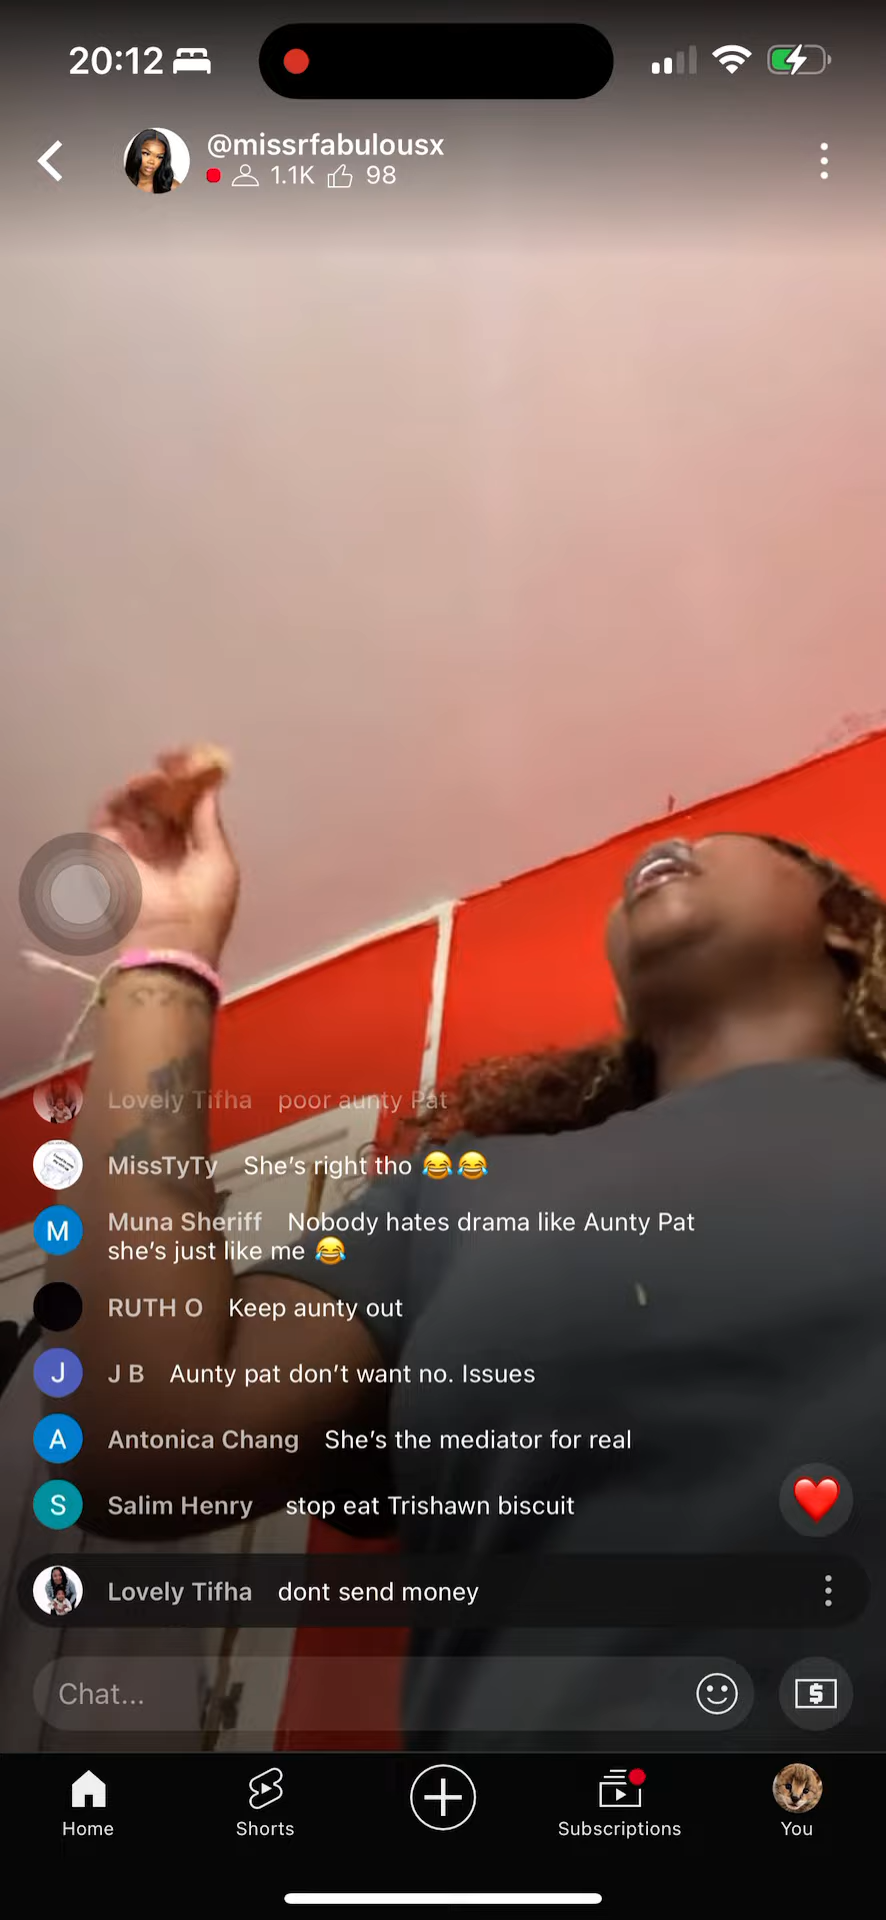 20:12
@missrfabulousx
1.1K 98
Lovely Tifha poor aunty Pat
MissTyTy She's right tho 😂😂
Muna Sheriff Nobody hates drama like Aunty Pat
she's just like me 😂
M
RUTH O Keep aunty out
J
J B Aunty pat don't want no. Issues
A
Antonica Chang She's the mediator for real
S
Salim Henry stop eat Trishawn biscuit
Lovely Tifha dont send money
Chat...
$
Home Shorts Subscriptions You